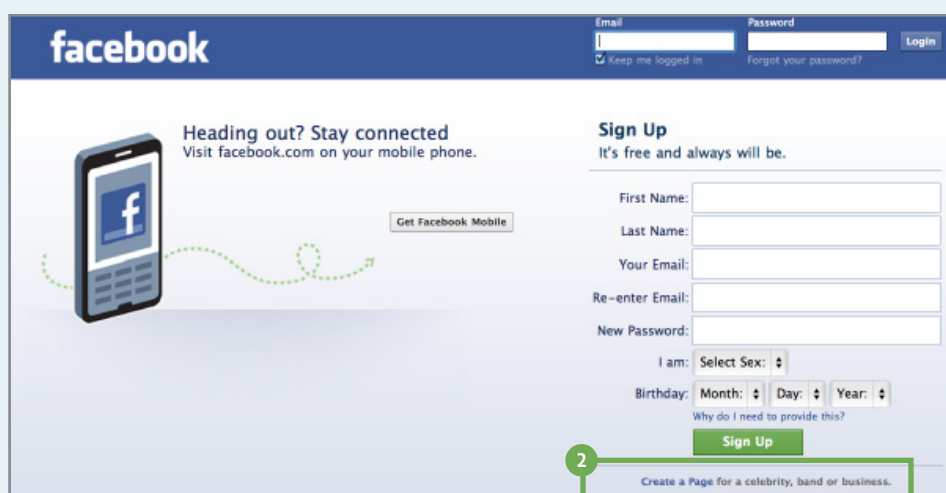 facebook
Email Password
Login
Keep me logged in Forgot your password?
Heading out? Stay connected
Visit facebook.com on your mobile phone.
Get Facebook Mobile
f
Sign Up
It's free and always will be.
First Name:
Last Name:
Your Email:
Re-enter Email:
New Password:
I am: Select Sex:
Birthday: Month: Day: Year:
Why do I need to provide this?
Sign Up
2
Create a Page for a celebrity, band or business.